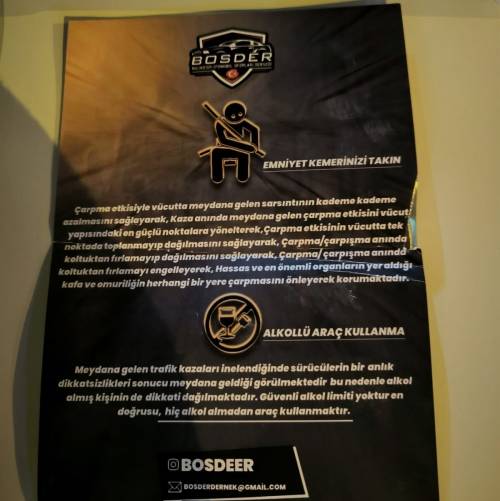 BOSDER
EMNİYET KEMERİNİZİ TAKIN
Çarpma etkisiyle vücutta meydana gelen sarsıntının kademe kademe
azalmasını sağlayarak, Kaza anında meydana gelen çarpma etkisini vücut
yapısındaki en güçlü noktalara yönelterek, Çarpma etkisinin vücutta tek
noktada toplanmayıp dağılmasını sağlayarak, Çarpma/çarpışma anında
koltuktan fırlamayıp dağılmasını sağlayarak, Çarpma/çarpışma anında
koltuktan fırlamayı engelleyerek, Hassas ve en önemli organların yer aldığı
kafa ve omuriliğin herhangi bir yere çarpmasını önleyerek korumaktadır.
ALKOLLÜ ARAÇ KULLANMA
Meydana gelen trafik kazaları inelendiğinde sürücülerin bir anlık
dikkatsizlikleri sonucu meydana geldiği görülmektedir bu nedenle alkol
almış kişinin de dikkati dağılmaktadır. Güvenli alkol limiti yoktur en
doğrusu, hiç alkol almadan araç kullanmaktır.
BOSDEER
BOSDERDERNEK@GMAIL.COM